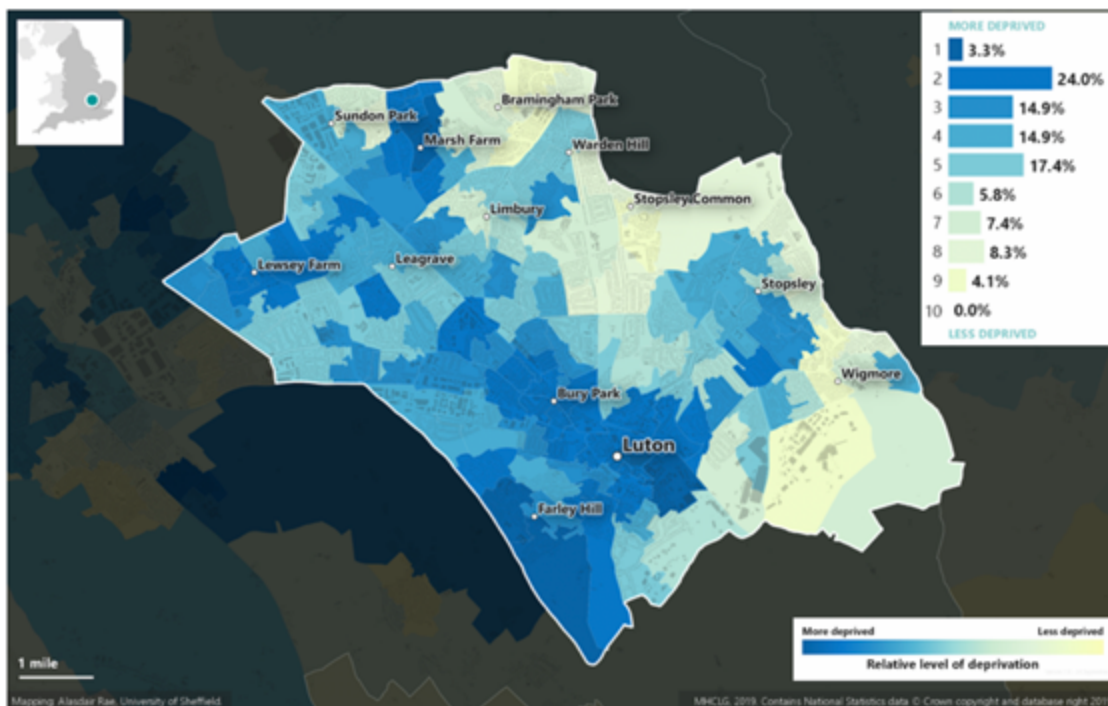 MORE DEPRIVED
1 3.3%
2 24.0%
3 14.9%
4 14.9%
5 17.4%
6 5.8%
7 7.4%
8 8.3%
9 4.1%
10 0.0%
LESS DEPRIVED
Sundon Park
Bramingham Park
Marsh Farm
Warden Hill
Stopsley Common
Limbury
Leagrave
Lewsey Farm
Stopsley
Wigmore
Bury Park
Luton
Farley Hill
More deprived Less deprived
Relative level of deprivation
1 mile
Mapping: Alasdair Rae, University of Sheffield.
MHCLG, 2019. Contains National Statistics data © Crown copyright and database right